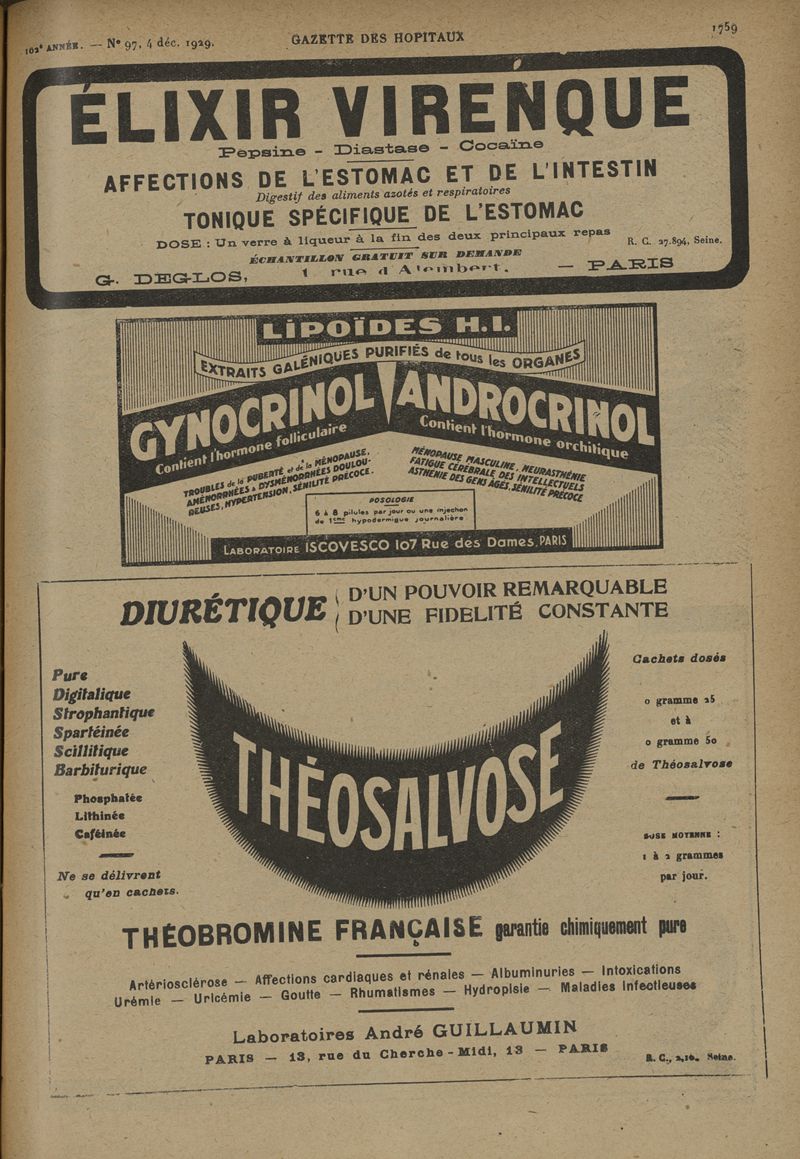 102e ANNÉE. — N° 97, 4 déc. 1929.
GAZETTE DES HOPITAUX
1759
ÉLIXIR VIRENQUE
Pepsine - Diastase - Cocaïne
AFFECTIONS DE L'ESTOMAC ET DE L'INTESTIN
Digestif des aliments azotés et respiratoires
TONIQUE SPÉCIFIQUE DE L'ESTOMAC
DOSE : Un verre à liqueur à la fin des deux principaux repas
R. C. 27.894, Seine.
ÉCHANTILLON GRATUIT SUR DEMANDE
G. DEGLOS, 1 rue d'Alembert. — PARIS
LIPOÏDES H.I.
EXTRAITS GALÉNIQUES PURIFIÉS de tous les ORGANES
GYNOCRINOL
Contient l'hormone folliculaire
TROUBLES de la PUBERTÉ et de la MÉNOPAUSE,
AMÉNORRHÉES & DYSMÉNORRHÉES DOULOU-
REUSES, HYPERTENSION, SÉNILITÉ PRÉCOCE.
ANDROCRINOL
Contient l'hormone orchitique
MÉNOPAUSE MASCULINE, NEURASTHÉNIE
FATIGUE CÉRÉBRALE DES INTELLECTUELS
ASTHÉNIE DES GENS ÂGÉS, SÉNILITÉ PRÉCOCE
POSOLOGIE
6 à 8 pilules par jour ou une injection
de 1cmc hypodermique journalière
LABORATOIRE ISCOVESCO 107 Rue des Dames, PARIS
DIURÉTIQUE
D'UN POUVOIR REMARQUABLE
D'UNE FIDELITÉ CONSTANTE
Pure
Digitalique
Strophantique
Spartéinée
Scillitique
Barbiturique
Phosphatée
Lithinée
Caféinée
Ne se délivrent
qu'en cachets.
THÉOSALVOSE
Cachets dosés
0 gramme 25
et à
0 gramme 50
de Théosalvose
DOSE MOYENNE :
1 à 2 grammes
par jour.
THÉOBROMINE FRANÇAISE garantie chimiquement pure
Artériosclérose — Affections cardiaques et rénales — Albuminuries — Intoxications
Urémie — Uricémie — Goutte — Rhumatismes — Hydropisie — Maladies Infectieuses
Laboratoires André GUILLAUMIN
PARIS — 13, rue du Cherche-Midi, 13 — PARIS
R. C., Seine.